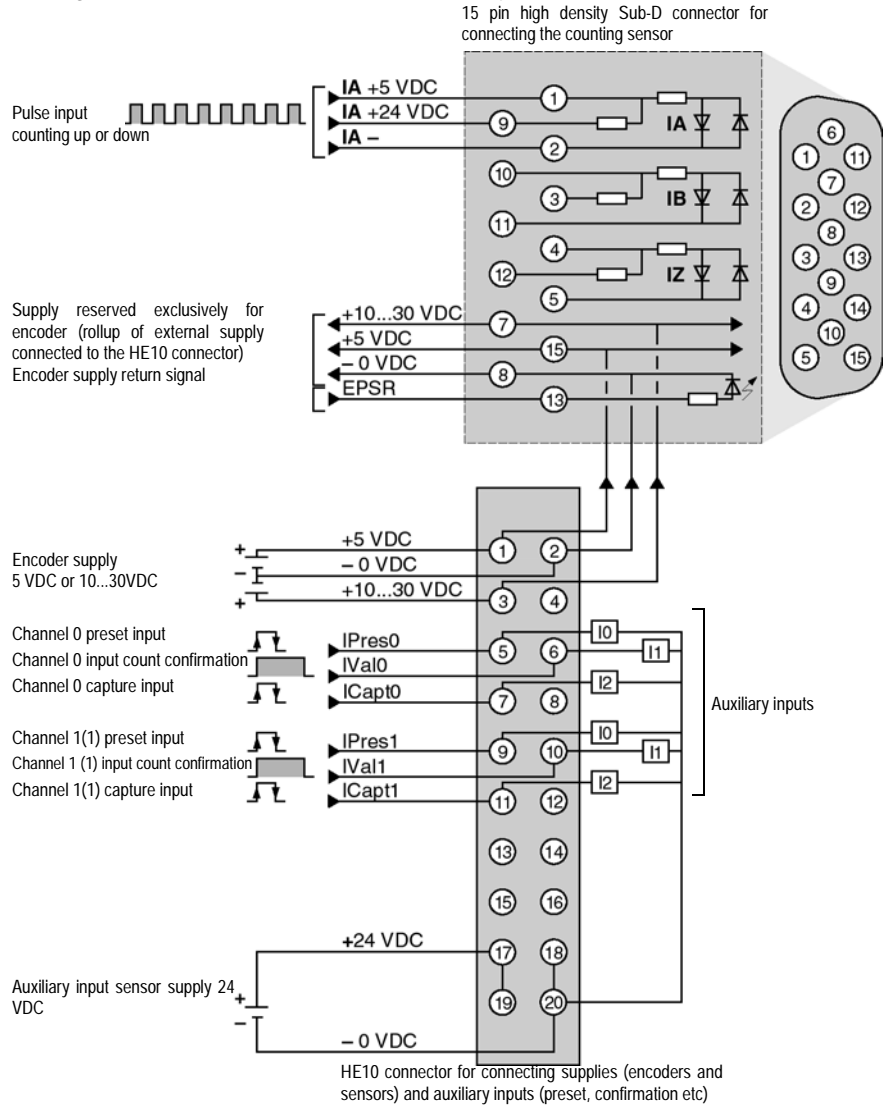 15 pin high density Sub-D connector for
connecting the counting sensor
Pulse input
counting up or down
IA +5 VDC
IA +24 VDC
IA –
1
9
2
IA
10
3
11
IB
4
12
5
IZ
6
1
11
7
2
12
8
3
13
9
4
14
10
5
15
Supply reserved exclusively for
encoder (rollup of external supply
connected to the HE10 connector)
Encoder supply return signal
+10...30 VDC
+5 VDC
– 0 VDC
EPSR
7
15
8
13
Encoder supply
5 VDC or 10...30VDC
+
–
+
+5 VDC
– 0 VDC
+10...30 VDC
1
2
3
4
Channel 0 preset input
Channel 0 input count confirmation
Channel 0 capture input
IPres0
IVal0
ICapt0
5
6
7
8
I0
I1
I2
Auxiliary inputs
Channel 1(1) preset input
Channel 1 (1) input count confirmation
Channel 1(1) capture input
IPres1
IVal1
ICapt1
9
10
11
12
I0
I1
I2
13
14
15
16
+24 VDC
17
18
19
20
Auxiliary input sensor supply 24
VDC
+
–
– 0 VDC
HE10 connector for connecting supplies (encoders and
sensors) and auxiliary inputs (preset, confirmation etc)